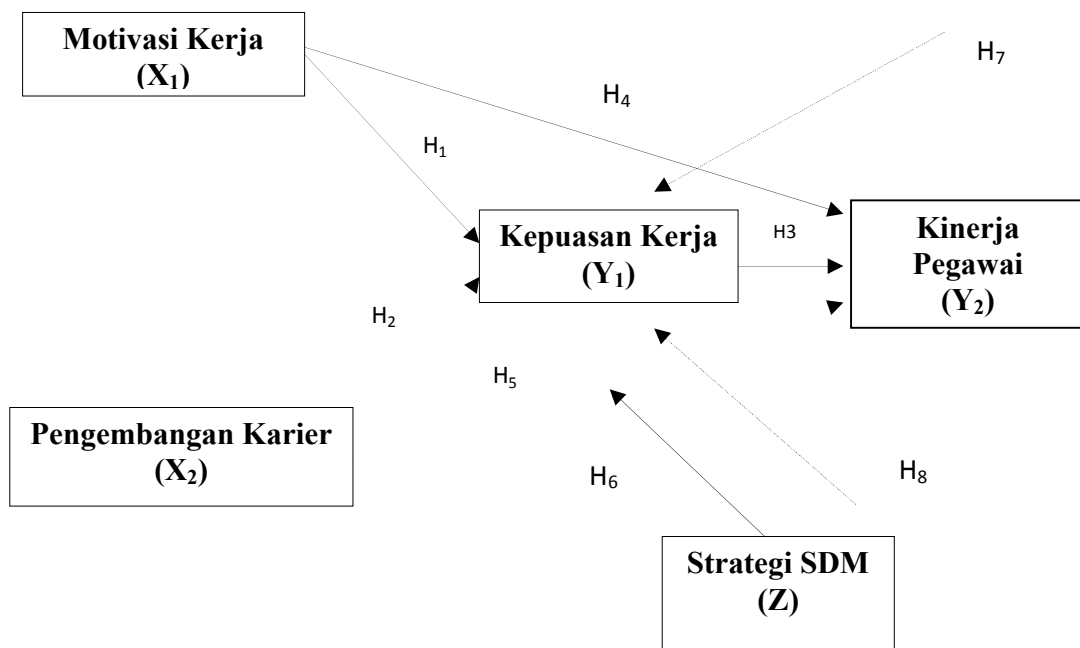 Motivasi Kerja
(X₁)
H₇
H₄
H₁
Kepuasan Kerja
(Y₁)
H3
Kinerja
Pegawai
(Y₂)
H₂
H₅
Pengembangan Karier
(X₂)
H₆
H₈
Strategi SDM
(Z)